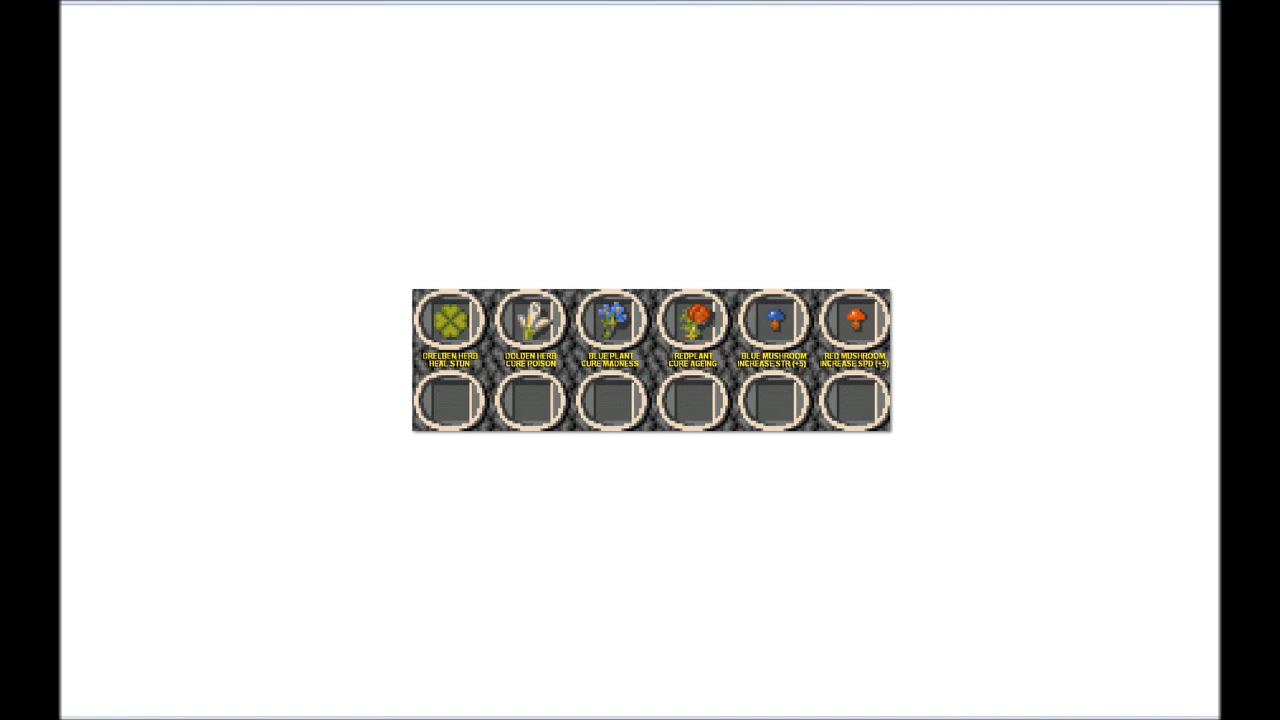 DRELBEN HERB
HEAL STUN
DOLDEN HERB
CURE POISON
BLUE PLANT
CURE MADNESS
REDPLANT
CURE AGEING
BLUE MUSHROOM
INCREASE STR (+5)
RED MUSHROOM
INCREASE SPD (+5)